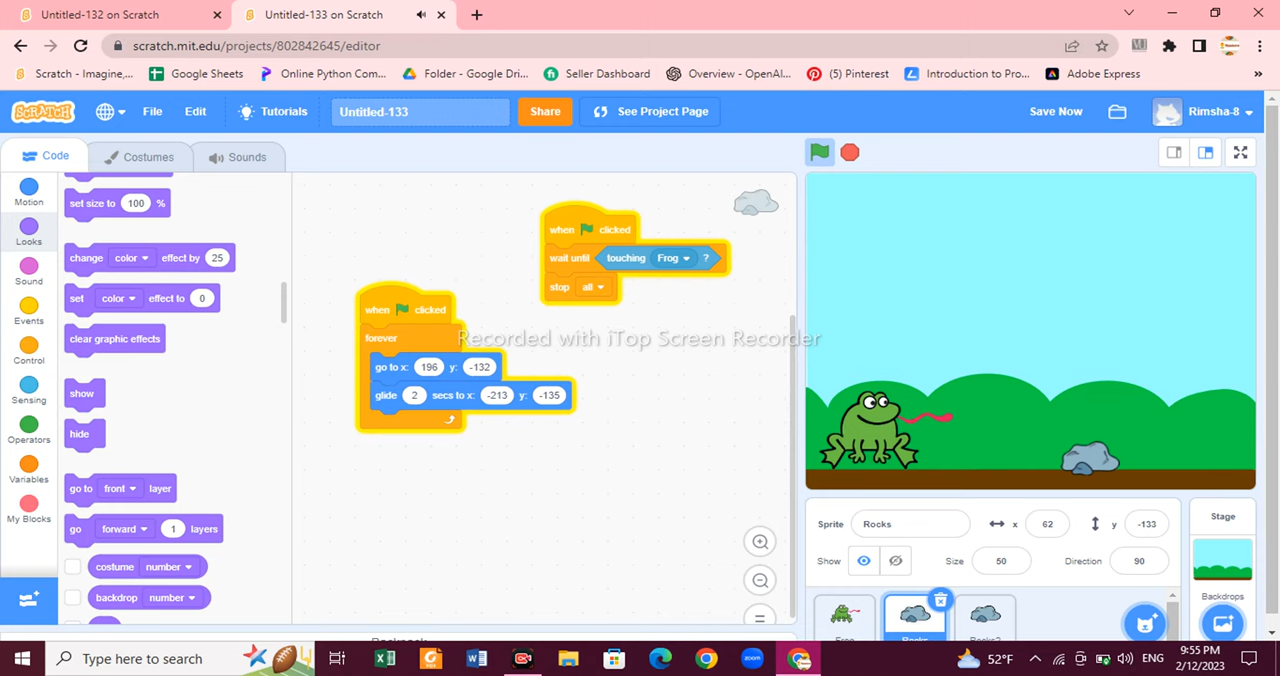 Untitled-132 on Scratch
Untitled-133 on Scratch
scratch.mit.edu/projects/802842645/editor
Scratch - Imagine,...
Google Sheets
Online Python Com...
Folder - Google Dri...
Seller Dashboard
Overview - OpenAI...
(5) Pinterest
Introduction to Pro...
Adobe Express
»
SCRATCH
File
Edit
Tutorials
Untitled-133
Share
See Project Page
Save Now
Rimsha-8
Code
Costumes
Sounds
Motion
Looks
Sound
Events
Control
Sensing
Operators
Variables
My Blocks
set size to 100 %
change color effect by 25
set color effect to 0
clear graphic effects
show
hide
go to front layer
go forward 1 layers
costume number
backdrop number
when clicked
wait until touching Frog ?
stop all
when clicked
forever
go to x: 196 y: -132
glide 2 secs to x: -213 y: -135
Recorded with iTop Screen Recorder
Sprite Rocks
x 62
y -133
Show
Size 50
Direction 90
Stage
Backdrops
Frog
Rocks
Rocks2
Backpack
Type here to search
zoom
52°F
ENG
9:55 PM
2/12/2023